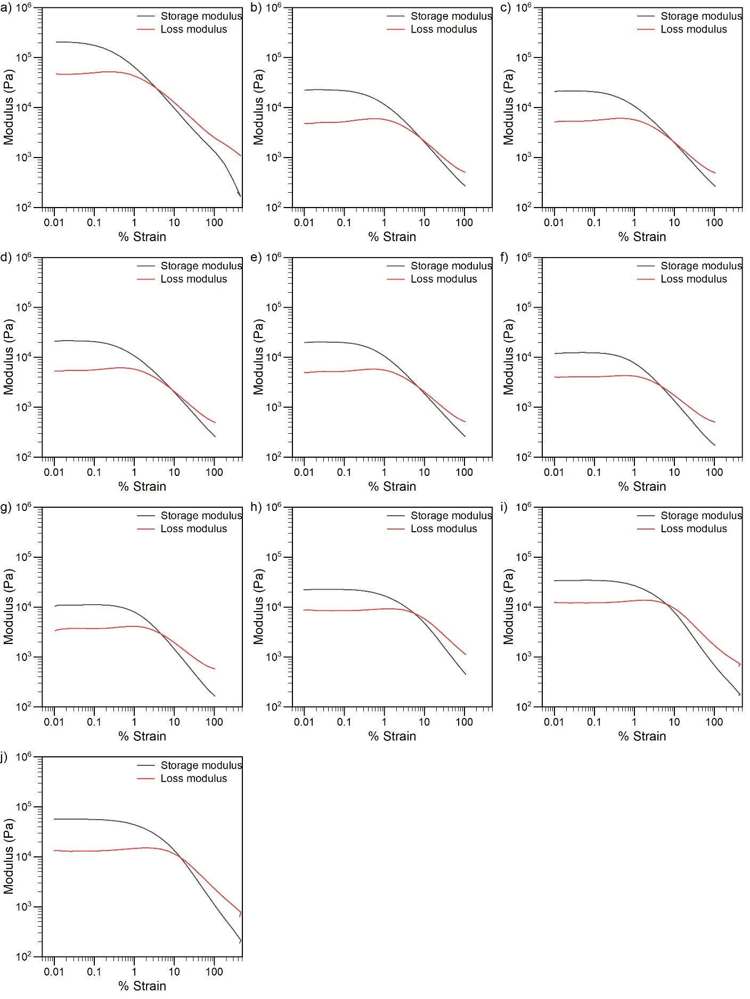 a)
10⁶
10⁵
10⁴
10³
10²
Modulus (Pa)
Storage modulus
Loss modulus
0.01 0.1 1 10 100
% Strain
b)
10⁶
10⁵
10⁴
10³
10²
Modulus (Pa)
Storage modulus
Loss modulus
0.01 0.1 1 10 100
% Strain
c)
10⁶
10⁵
10⁴
10³
10²
Modulus (Pa)
Storage modulus
Loss modulus
0.01 0.1 1 10 100
% Strain
d)
10⁶
10⁵
10⁴
10³
10²
Modulus (Pa)
Storage modulus
Loss modulus
0.01 0.1 1 10 100
% Strain
e)
10⁶
10⁵
10⁴
10³
10²
Modulus (Pa)
Storage modulus
Loss modulus
0.01 0.1 1 10 100
% Strain
f)
10⁶
10⁵
10⁴
10³
10²
Modulus (Pa)
Storage modulus
Loss modulus
0.01 0.1 1 10 100
% Strain
g)
10⁶
10⁵
10⁴
10³
10²
Modulus (Pa)
Storage modulus
Loss modulus
0.01 0.1 1 10 100
% Strain
h)
10⁶
10⁵
10⁴
10³
10²
Modulus (Pa)
Storage modulus
Loss modulus
0.01 0.1 1 10 100
% Strain
i)
10⁶
10⁵
10⁴
10³
10²
Modulus (Pa)
Storage modulus
Loss modulus
0.01 0.1 1 10 100
% Strain
j)
10⁶
10⁵
10⁴
10³
10²
Modulus (Pa)
Storage modulus
Loss modulus
0.01 0.1 1 10 100
% Strain